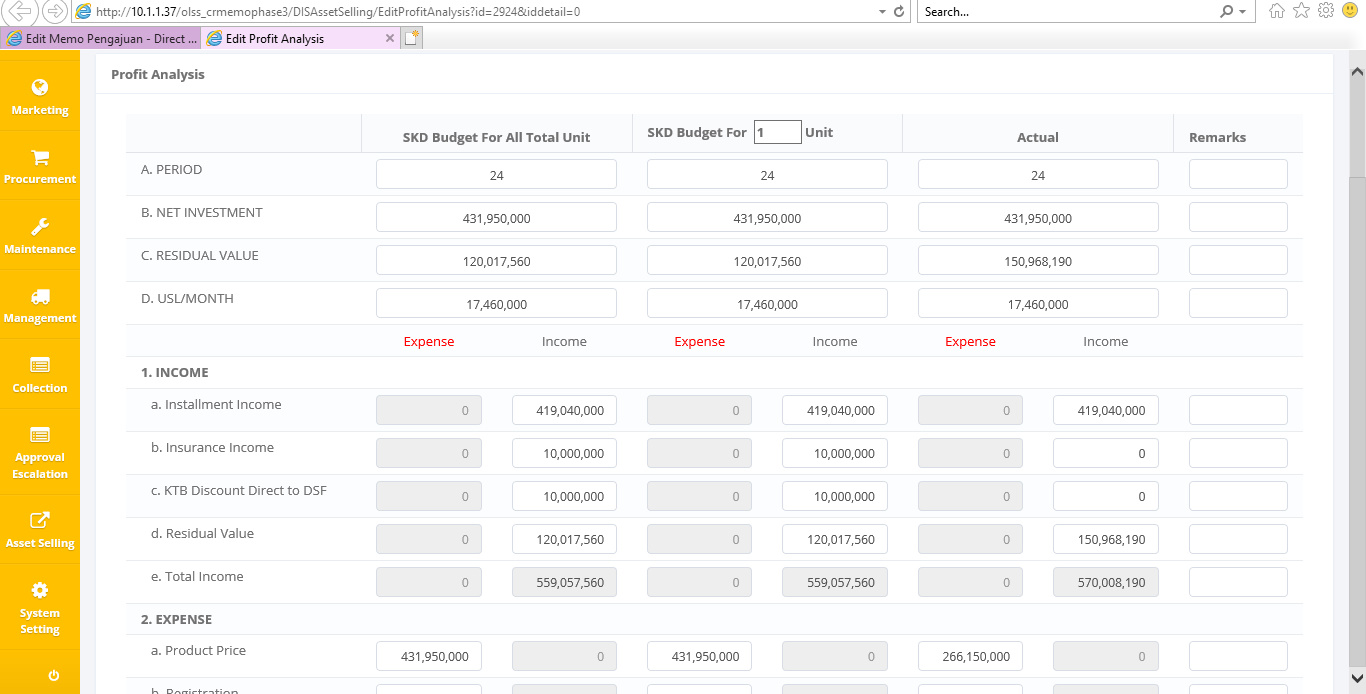 http://10.1.1.37/olss_crmemophase3/DISAssetSelling/EditProfitAnalysis?id=2924&iddetail=0
Search...
Edit Memo Pengajuan - Direct ...
Edit Profit Analysis
Marketing
Procurement
Maintenance
Management
Collection
Approval
Escalation
Asset Selling
System
Setting
Profit Analysis
SKD Budget For All Total Unit SKD Budget For 1 Unit Actual Remarks
A. PERIOD 24 24 24
B. NET INVESTMENT 431,950,000 431,950,000 431,950,000
C. RESIDUAL VALUE 120,017,560 120,017,560 150,968,190
D. USL/MONTH 17,460,000 17,460,000 17,460,000
Expense Income Expense Income Expense Income
1. INCOME
a. Installment Income 0 419,040,000 0 419,040,000 0 419,040,000
b. Insurance Income 0 10,000,000 0 10,000,000 0 0
c. KTB Discount Direct to DSF 0 10,000,000 0 10,000,000 0 0
d. Residual Value 0 120,017,560 0 120,017,560 0 150,968,190
e. Total Income 0 559,057,560 0 559,057,560 0 570,008,190
2. EXPENSE
a. Product Price 431,950,000 0 431,950,000 0 266,150,000 0
b. Registration